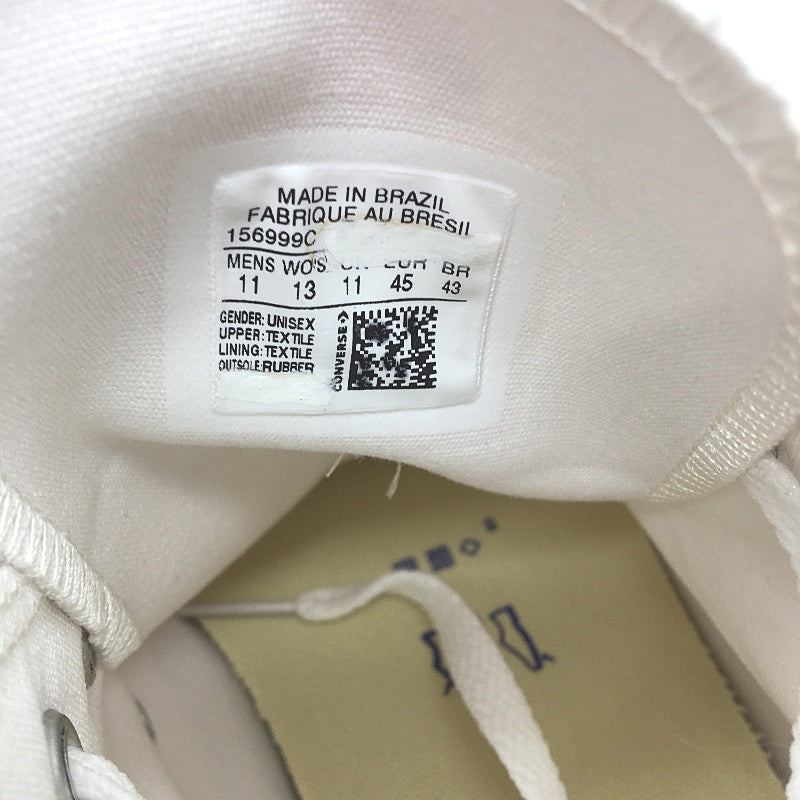 MADE IN BRAZIL
FABRIQUE AU BRESIL
156999C
MENS WO'S UK EUR BR
11 13 11 45 43
GENDER: UNISEX
UPPER: TEXTILE
LINING: TEXTILE
OUTSOLE: RUBBER
CONVERSE